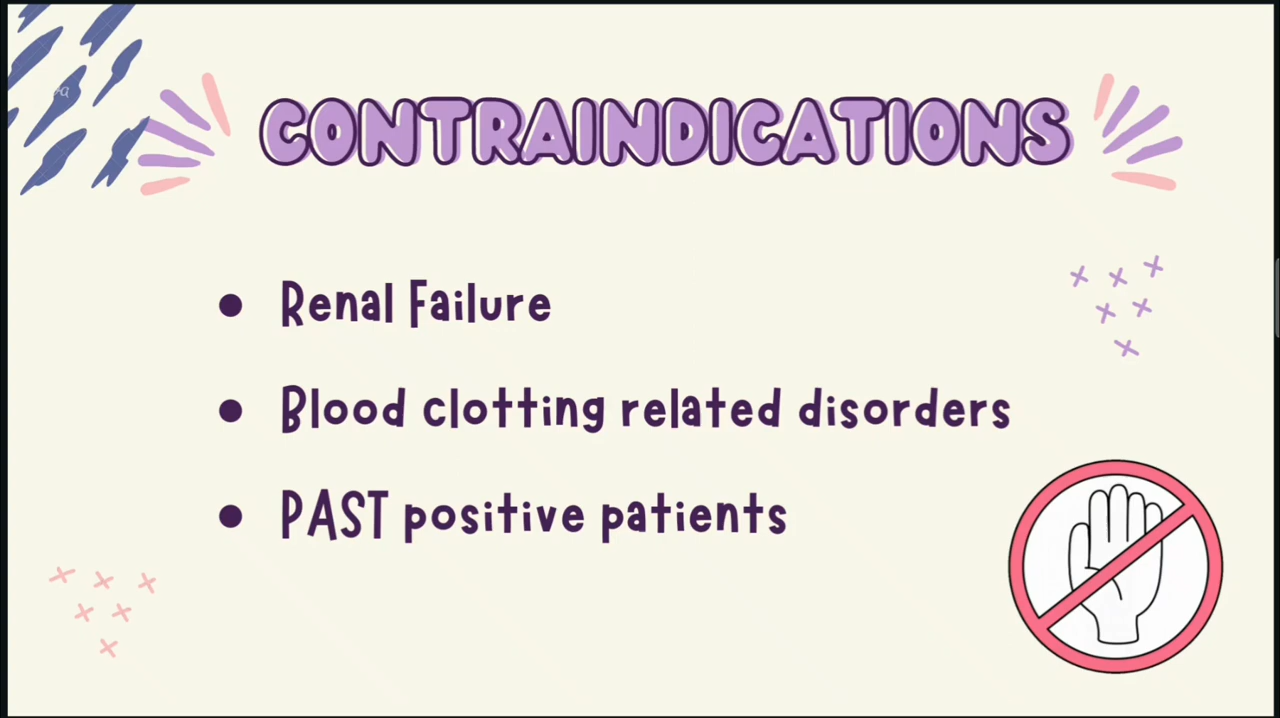 CONTRAINDICATIONS
• Renal Failure
• Blood clotting related disorders
• PAST positive patients